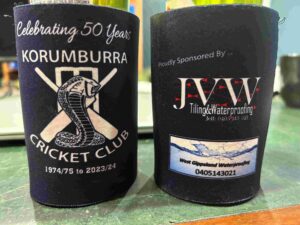 Celebrating 50 Years
KORUMBURRA
CRICKET CLUB
1974/75 to 2023/24
Proudly Sponsored By
JVW
Tiling&Waterproofing
West Gippsland Waterproofing
0405143021